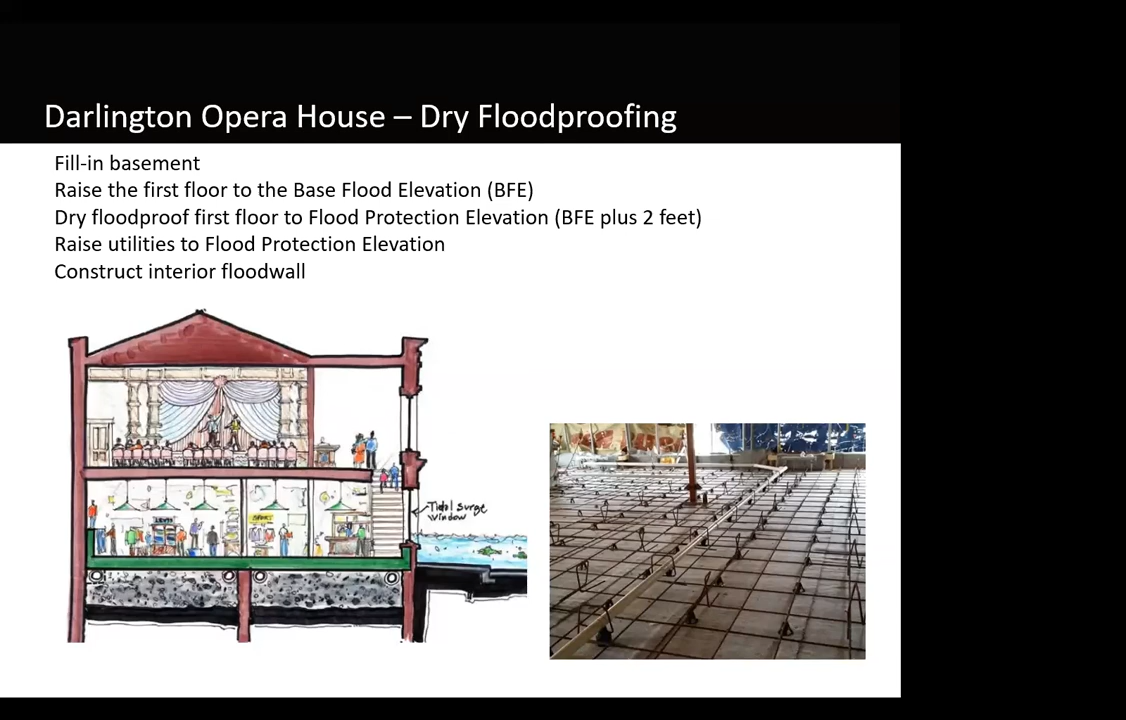 Darlington Opera House – Dry Floodproofing
Fill-in basement
Raise the first floor to the Base Flood Elevation (BFE)
Dry floodproof first floor to Flood Protection Elevation (BFE plus 2 feet)
Raise utilities to Flood Protection Elevation
Construct interior floodwall
Tidal Surge
Window